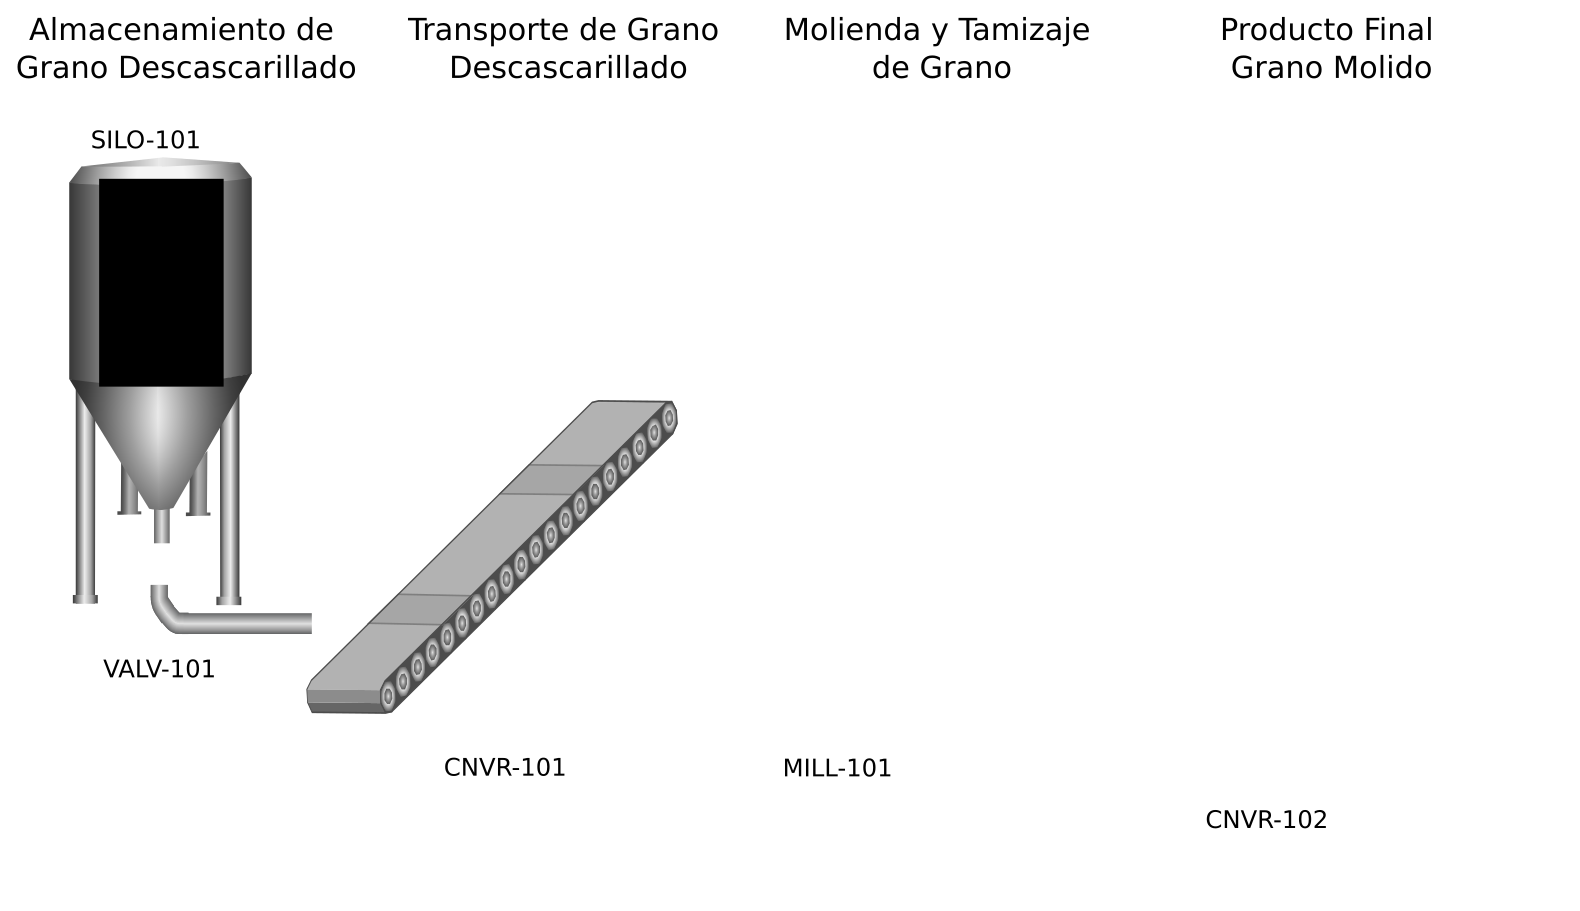 Almacenamiento de
Grano Descascarillado
Transporte de Grano
Descascarillado
Molienda y Tamizaje
de Grano
Producto Final
Grano Molido
SILO-101
VALV-101
CNVR-101
MILL-101
CNVR-102